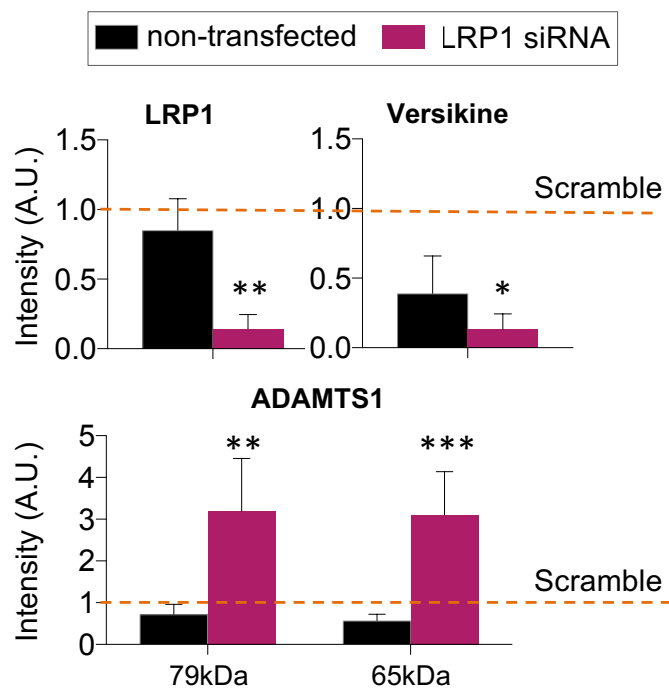 non-transfected LRP1 siRNA
LRP1 Versikine
Intensity (A.U.)
1.5
1.0
0.5
0.0
**
1.5
1.0
0.5
0.0
*
Scramble
ADAMTS1
Intensity (A.U.)
5
4
3
2
1
0
** ***
Scramble
79kDa 65kDa